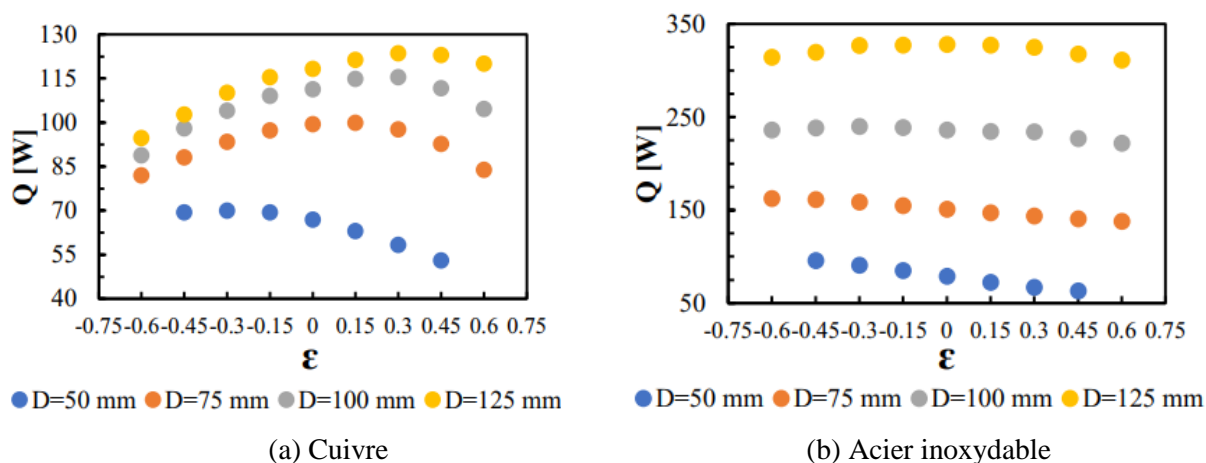 130
115
100
85
70
55
40
Q [W]
-0.75 -0.6 -0.45 -0.3 -0.15 0 0.15 0.3 0.45 0.6 0.75
ε
D=50 mm D=75 mm D=100 mm D=125 mm
(a) Cuivre
350
250
150
50
Q [W]
-0.75 -0.6 -0.45 -0.3 -0.15 0 0.15 0.3 0.45 0.6 0.75
ε
D=50 mm D=75 mm D=100 mm D=125 mm
(b) Acier inoxydable